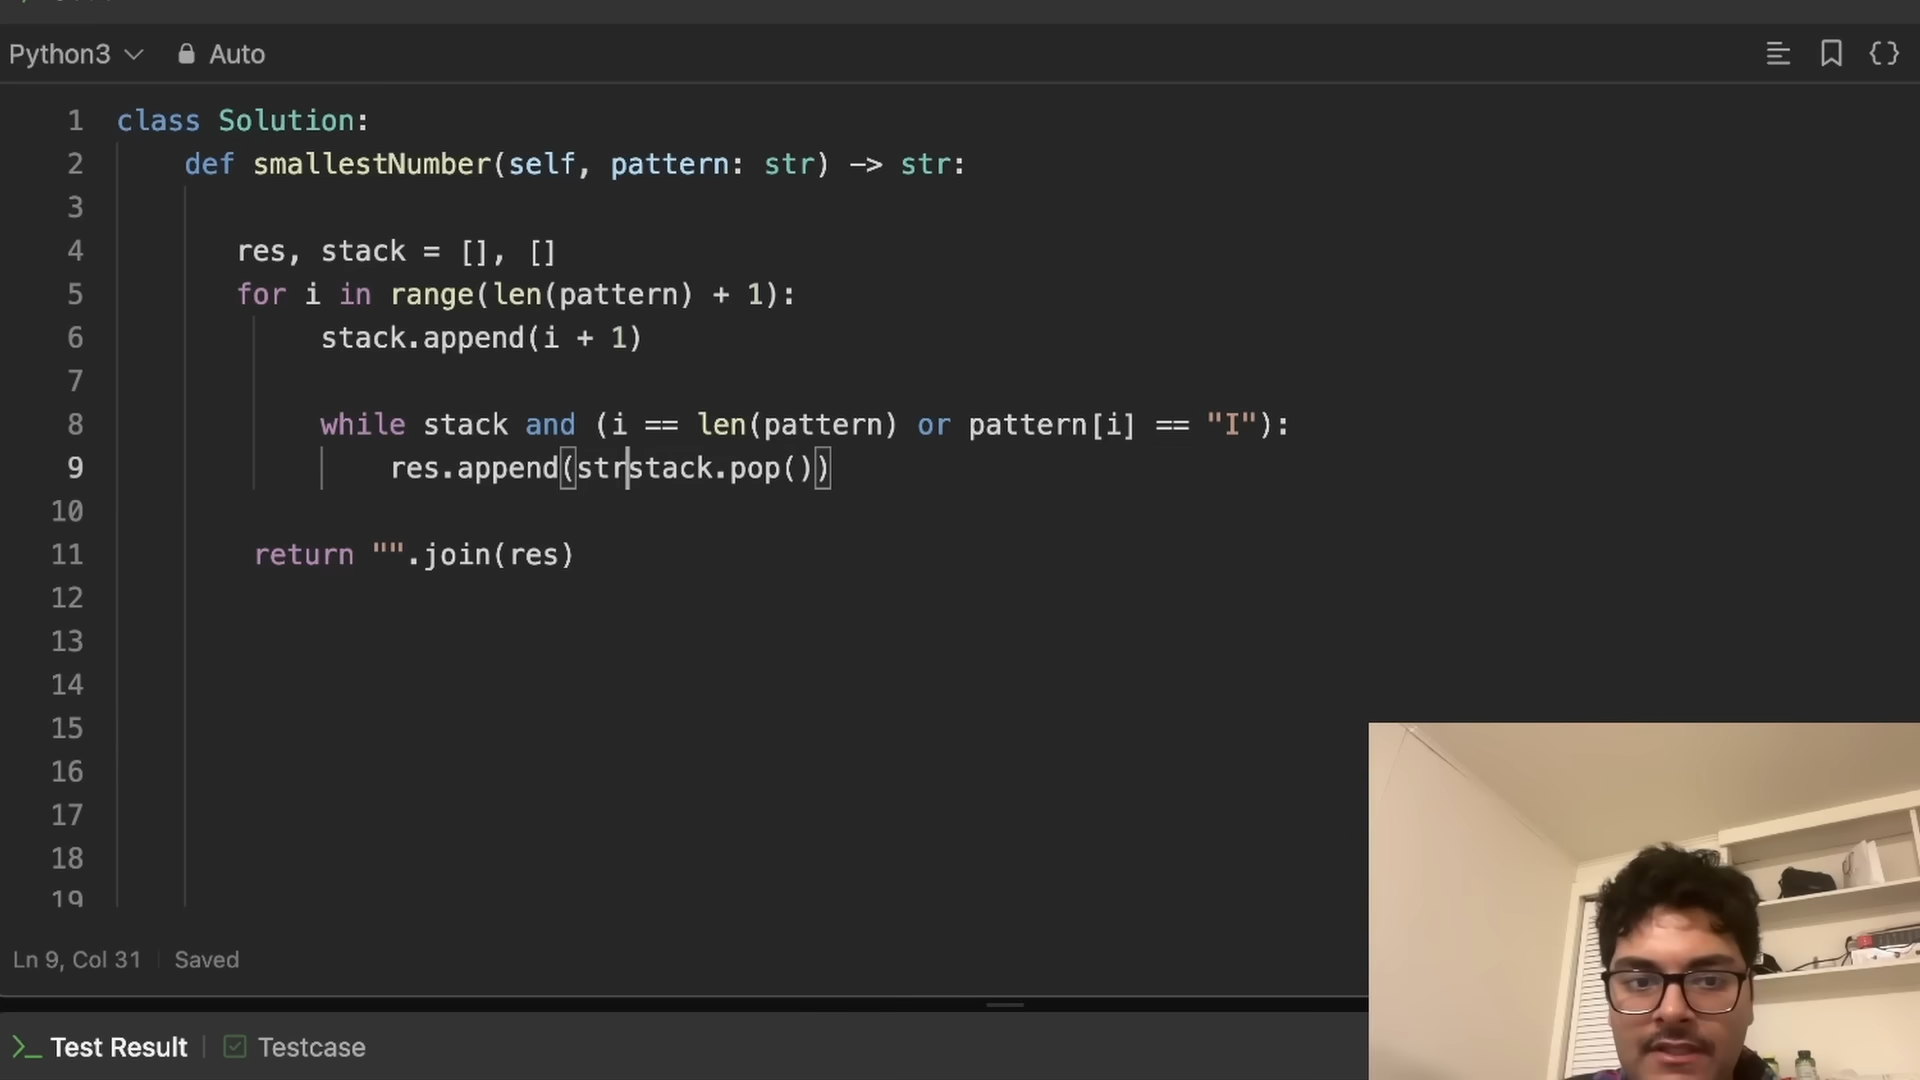 Python3 Auto
1 class Solution:
2 def smallestNumber(self, pattern: str) -> str:
3
4 res, stack = [], []
5 for i in range(len(pattern) + 1):
6 stack.append(i + 1)
7
8 while stack and (i == len(pattern) or pattern[i] == "I"):
9 res.append(strstack.pop())
10
11 return "".join(res)
12
13
14
15
16
17
18
19
Ln 9, Col 31 Saved
>_ Test Result Testcase